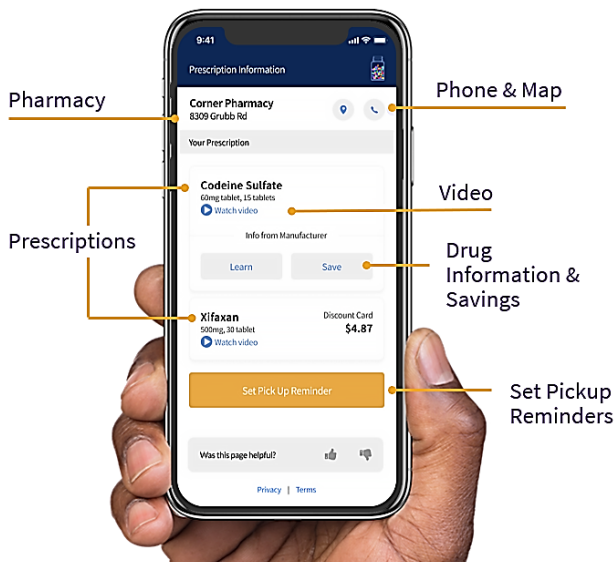 9:41
Prescription Information
Pharmacy
Corner Pharmacy
8309 Grubb Rd
Phone & Map
Your Prescription
Prescriptions
Codeine Sulfate
60mg tablet, 15 tablets
Watch video
Video
Info from Manufacturer
Learn
Save
Drug
Information &
Savings
Xifaxan
500mg, 30 tablet
Watch video
Discount Card
$4.87
Set Pick Up Reminder
Set Pickup
Reminders
Was this page helpful?
Privacy | Terms